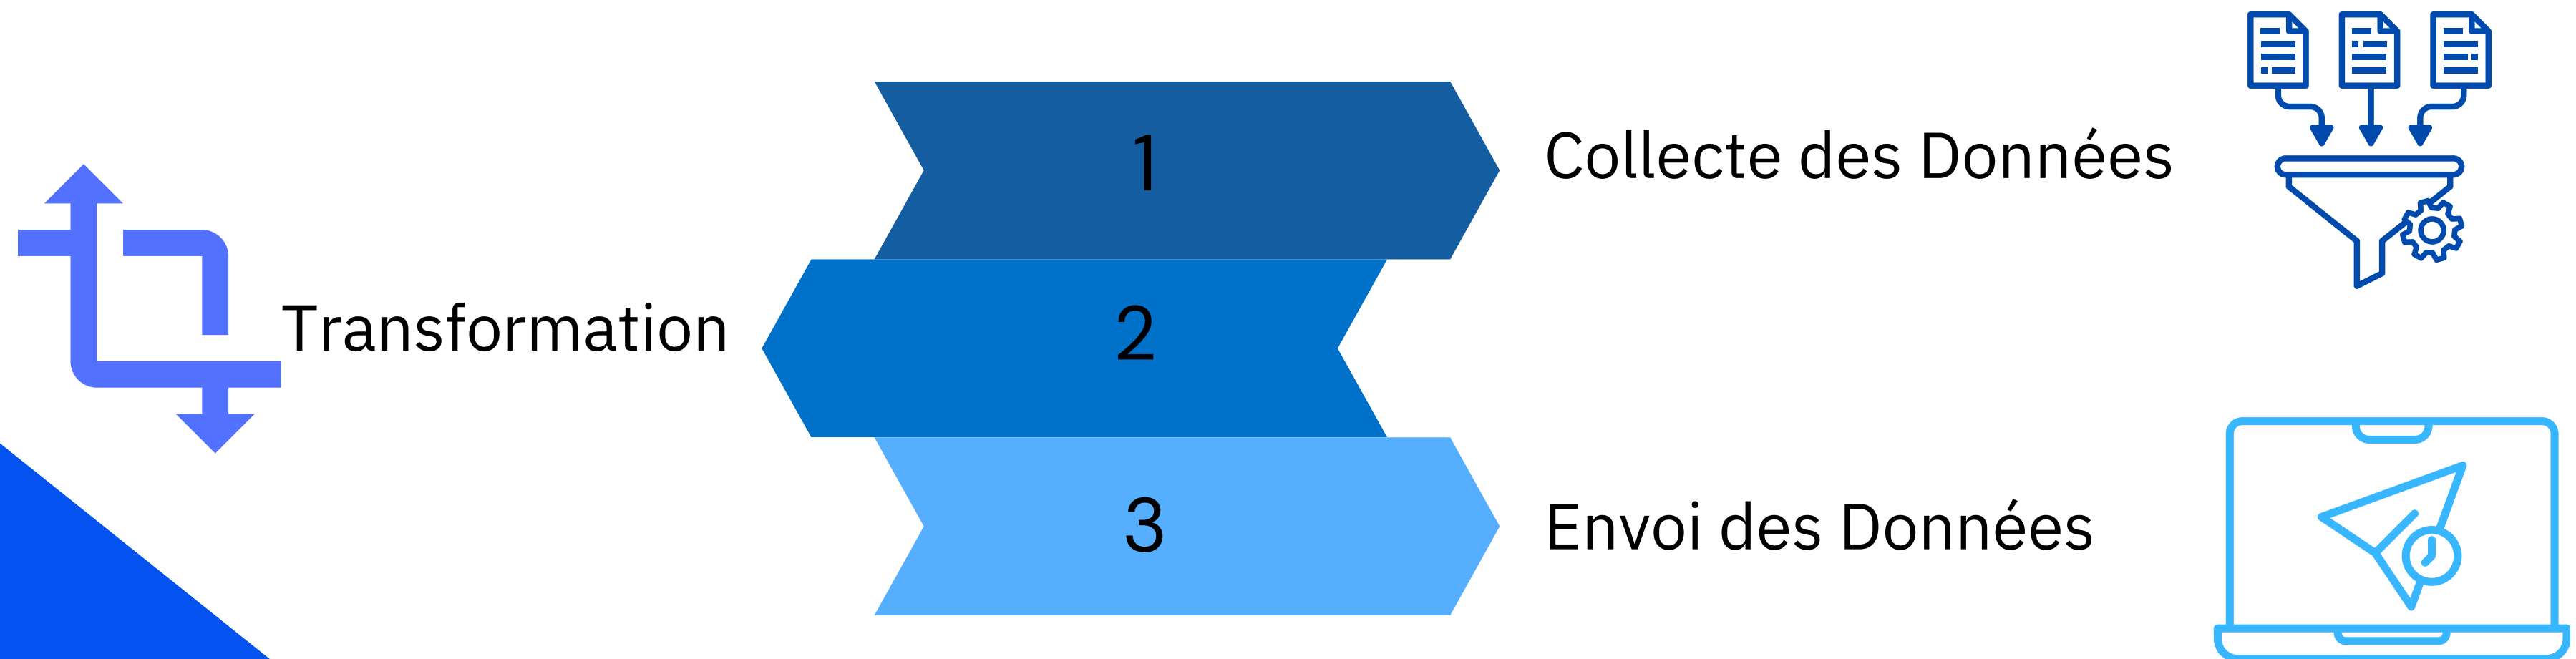 1
Collecte des Données
Transformation
2
3
Envoi des Données